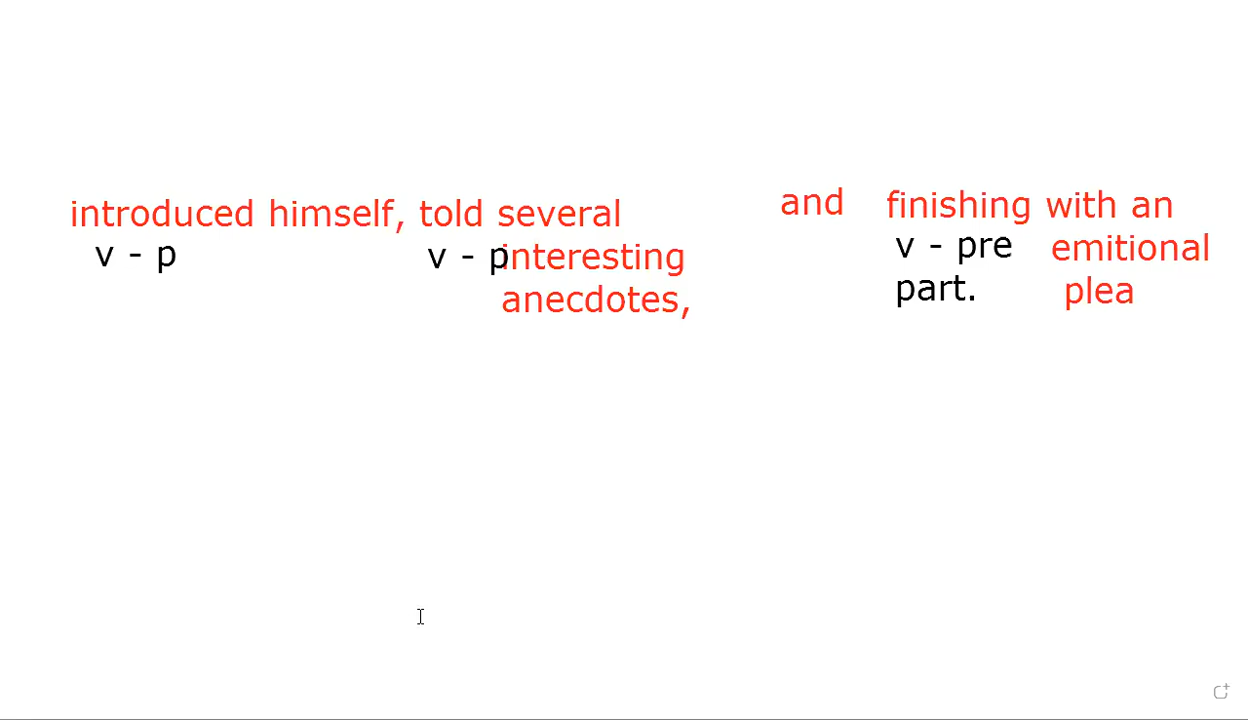 introduced himself, told several
v - p
v - p
interesting
anecdotes,
and
finishing with an
v - pre
part.
emitional
plea